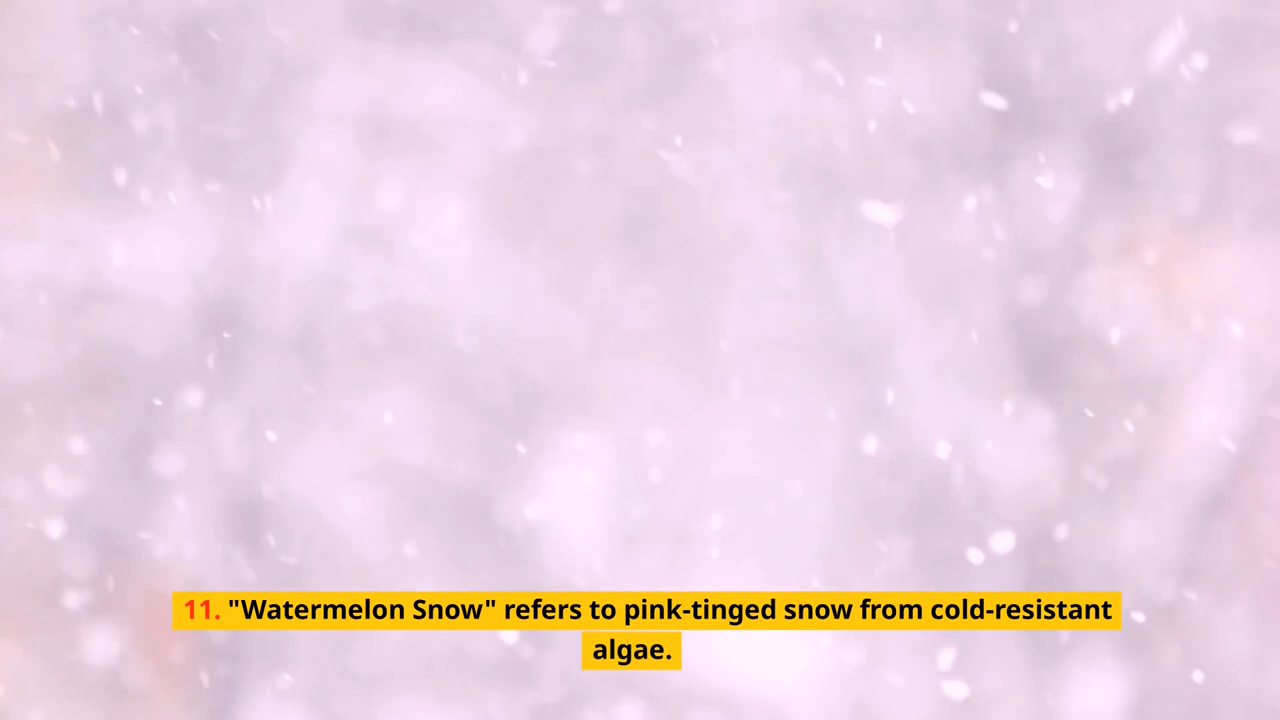 11. "Watermelon Snow" refers to pink-tinged snow from cold-resistant
algae.